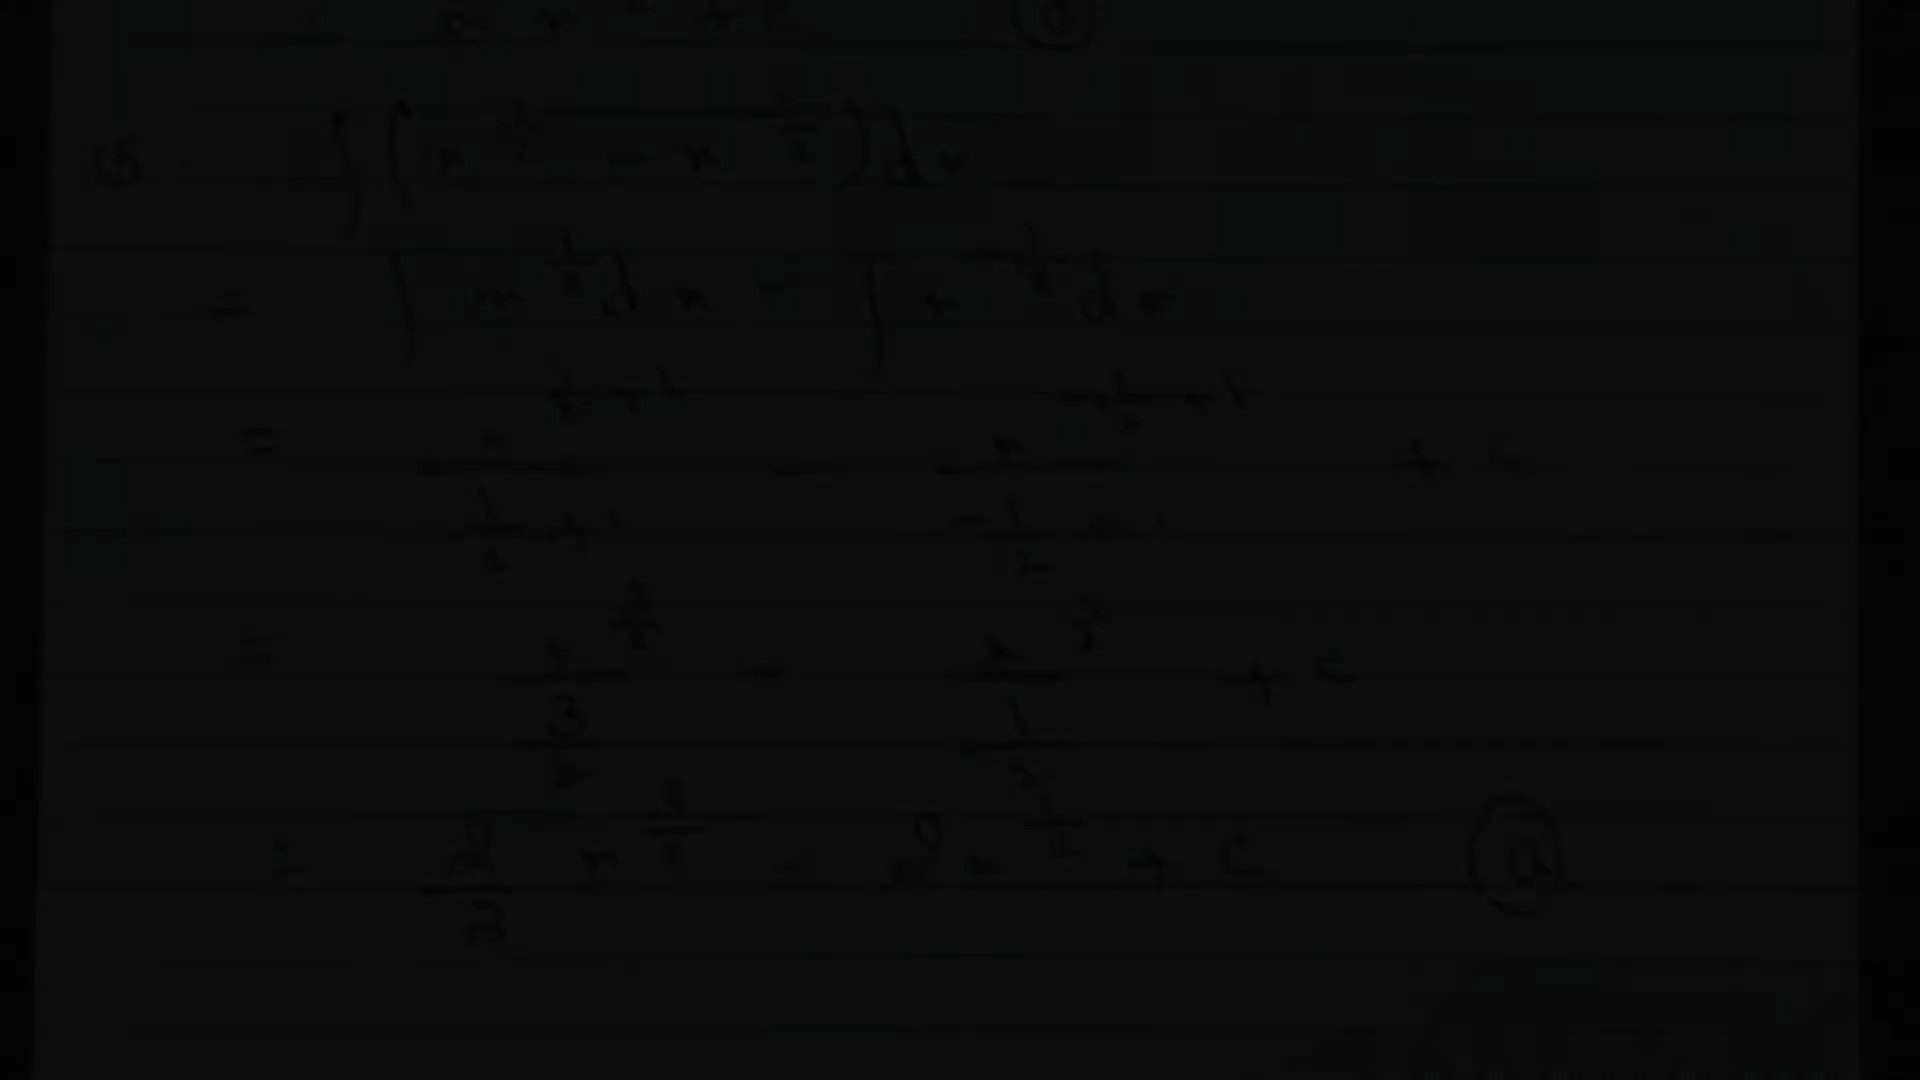 15 ∫(x^{1/2} - x^{-1/2})dx
= ∫ x^{1/2} dx - ∫ x^{-1/2} dx
= x^{1/2+1}/(1/2+1) - x^{-1/2+1}/(-1/2+1) + c
= x^{3/2}/(3/2) - x^{1/2}/(1/2) + c
= 2/3 x^{3/2} - 2x^{1/2} + c (a)